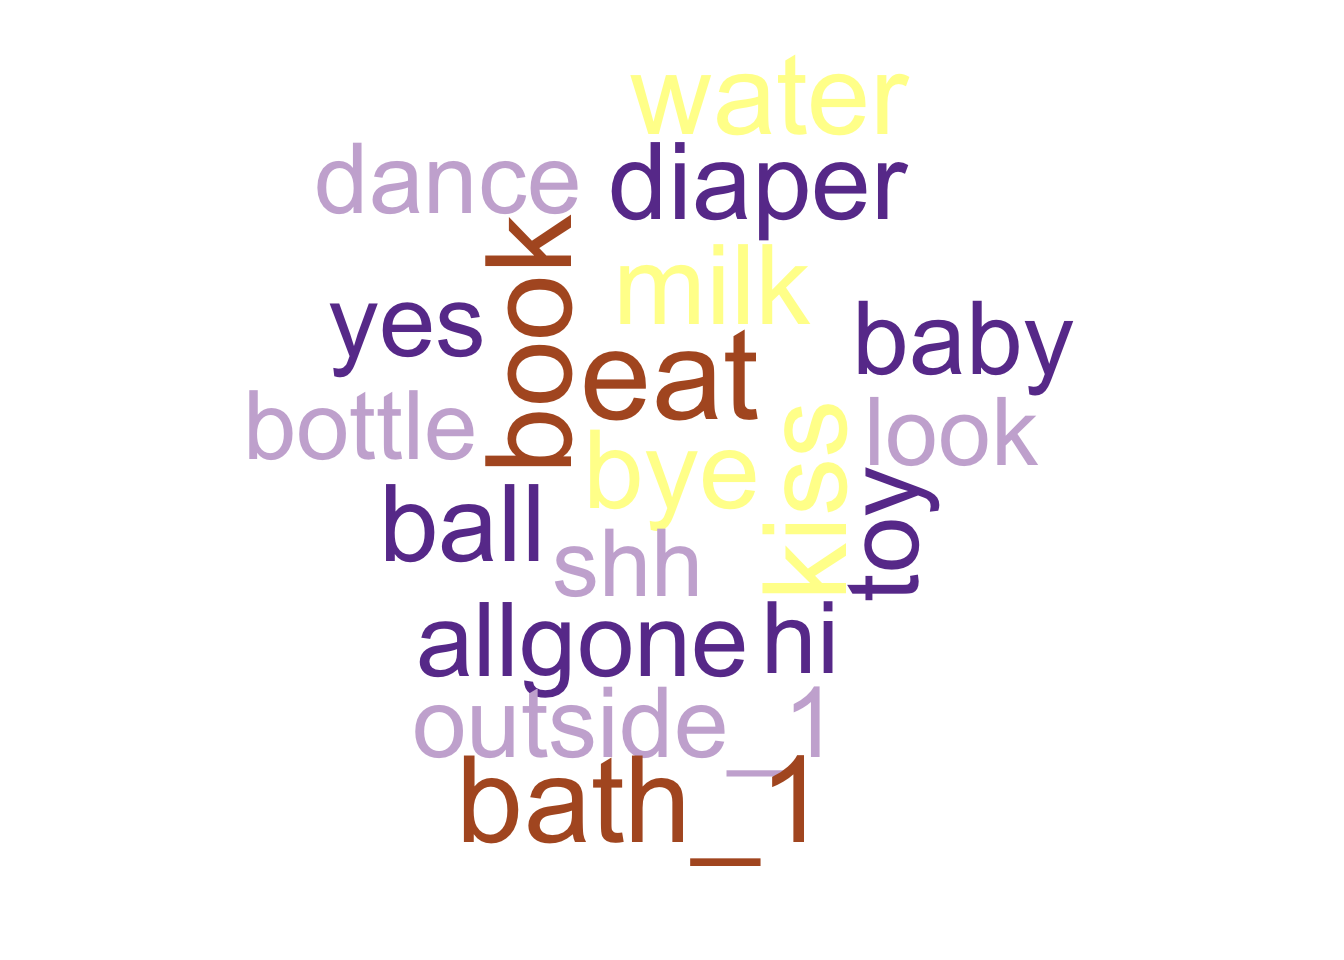 water
dance
diaper
book
milk
yes
baby
eat
bottle
look
bye
kiss
toy
ball
shh
allgone
hi
outside_1
bath_1